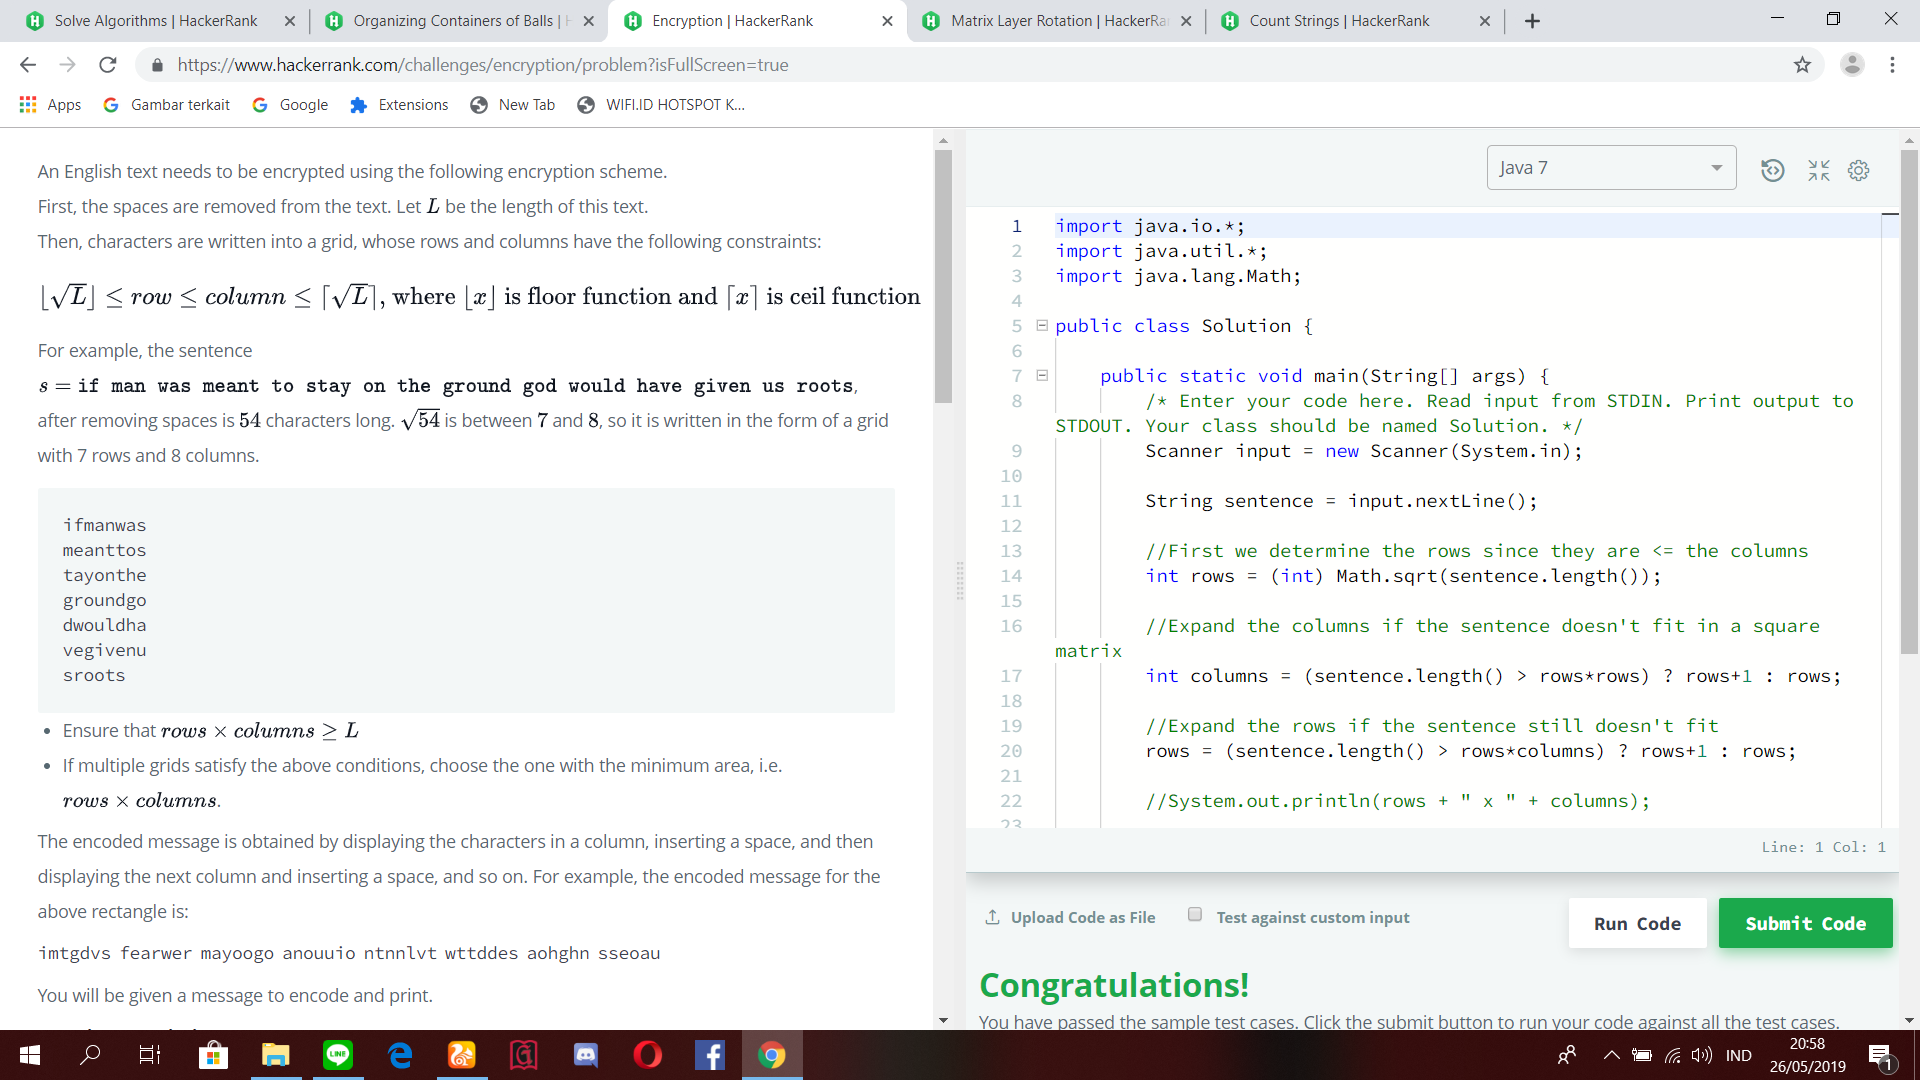 Solve Algorithms | HackerRank
Organizing Containers of Balls | H
Encryption | HackerRank
Matrix Layer Rotation | HackerRa
Count Strings | HackerRank
https://www.hackerrank.com/challenges/encryption/problem?isFullScreen=true
Apps
Gambar terkait
Google
Extensions
New Tab
WIFI.ID HOTSPOT K...
An English text needs to be encrypted using the following encryption scheme.
First, the spaces are removed from the text. Let L be the length of this text.
Then, characters are written into a grid, whose rows and columns have the following constraints:
⌊√L⌋ ≤ row ≤ column ≤ ⌈√L⌉, where ⌊x⌋ is floor function and ⌈x⌉ is ceil function
For example, the sentence
s = if man was meant to stay on the ground god would have given us roots,
after removing spaces is 54 characters long. √54 is between 7 and 8, so it is written in the form of a grid
with 7 rows and 8 columns.
ifmanwas
meanttos
tayonthe
groundgo
dwouldha
vegivenu
sroots
• Ensure that rows × columns ≥ L
• If multiple grids satisfy the above conditions, choose the one with the minimum area, i.e.
rows × columns.
The encoded message is obtained by displaying the characters in a column, inserting a space, and then
displaying the next column and inserting a space, and so on. For example, the encoded message for the
above rectangle is:
imtgdvs fearwer mayoogo anouuio ntnnlvt wttddes aohghn sseoau
You will be given a message to encode and print.
Java 7
1 import java.io.*;
2 import java.util.*;
3 import java.lang.Math;
4
5 public class Solution {
6
7 public static void main(String[] args) {
8 /* Enter your code here. Read input from STDIN. Print output to
STDOUT. Your class should be named Solution. */
9 Scanner input = new Scanner(System.in);
10
11 String sentence = input.nextLine();
12
13 //First we determine the rows since they are <= the columns
14 int rows = (int) Math.sqrt(sentence.length());
15
16 //Expand the columns if the sentence doesn't fit in a square
matrix
17 int columns = (sentence.length() > rows*rows) ? rows+1 : rows;
18
19 //Expand the rows if the sentence still doesn't fit
20 rows = (sentence.length() > rows*columns) ? rows+1 : rows;
21
22 //System.out.println(rows + " x " + columns);
23
Line: 1 Col: 1
Upload Code as File
Test against custom input
Run Code
Submit Code
Congratulations!
You have passed the sample test cases. Click the submit button to run your code against all the test cases.
LINE
IND
20:58
26/05/2019
1